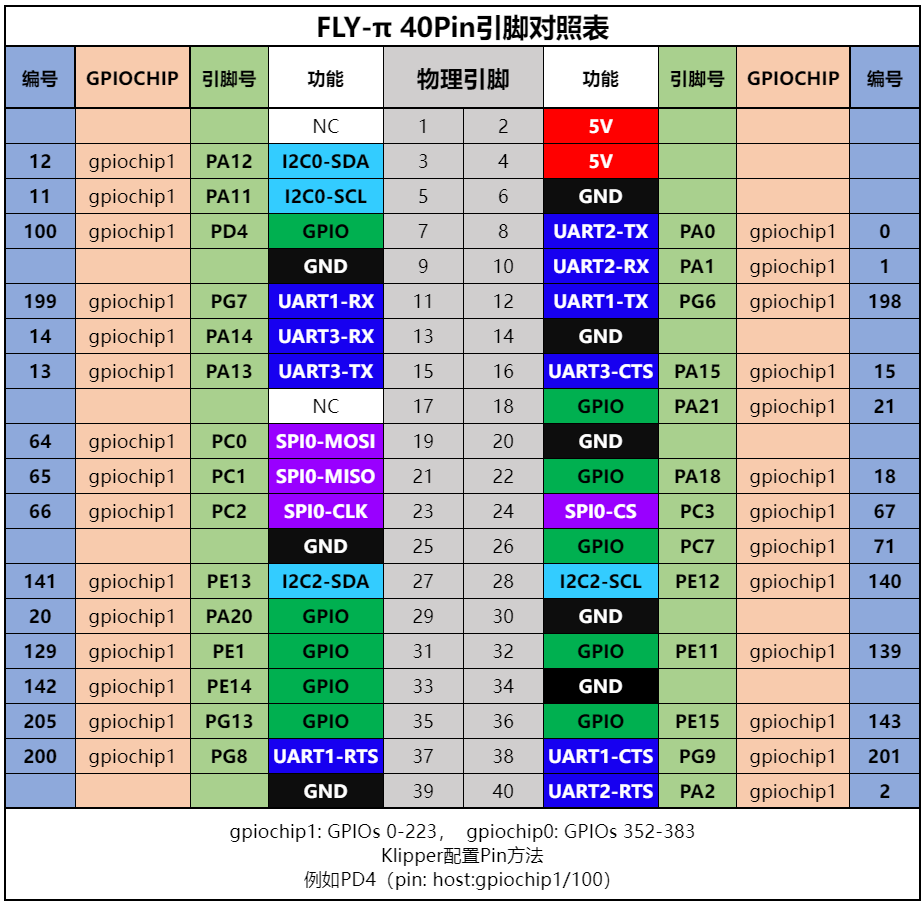 FLY-π 40Pin引脚对照表
编号 GPIOCHIP 引脚号 功能 物理引脚 功能 引脚号 GPIOCHIP 编号
NC 1 2 5V
12 gpiochip1 PA12 I2C0-SDA 3 4 5V
11 gpiochip1 PA11 I2C0-SCL 5 6 GND
100 gpiochip1 PD4 GPIO 7 8 UART2-TX PA0 gpiochip1 0
GND 9 10 UART2-RX PA1 gpiochip1 1
199 gpiochip1 PG7 UART1-RX 11 12 UART1-TX PG6 gpiochip1 198
14 gpiochip1 PA14 UART3-RX 13 14 GND
13 gpiochip1 PA13 UART3-TX 15 16 UART3-CTS PA15 gpiochip1 15
NC 17 18 GPIO PA21 gpiochip1 21
64 gpiochip1 PC0 SPI0-MOSI 19 20 GND
65 gpiochip1 PC1 SPI0-MISO 21 22 GPIO PA18 gpiochip1 18
66 gpiochip1 PC2 SPI0-CLK 23 24 SPI0-CS PC3 gpiochip1 67
GND 25 26 GPIO PC7 gpiochip1 71
141 gpiochip1 PE13 I2C2-SDA 27 28 I2C2-SCL PE12 gpiochip1 140
20 gpiochip1 PA20 GPIO 29 30 GND
129 gpiochip1 PE1 GPIO 31 32 GPIO PE11 gpiochip1 139
142 gpiochip1 PE14 GPIO 33 34 GND
205 gpiochip1 PG13 GPIO 35 36 GPIO PE15 gpiochip1 143
200 gpiochip1 PG8 UART1-RTS 37 38 UART1-CTS PG9 gpiochip1 201
GND 39 40 UART2-RTS PA2 gpiochip1 2
gpiochip1: GPIOs 0-223， gpiochip0: GPIOs 352-383
Klipper配置Pin方法
例如PD4（pin: host:gpiochip1/100）